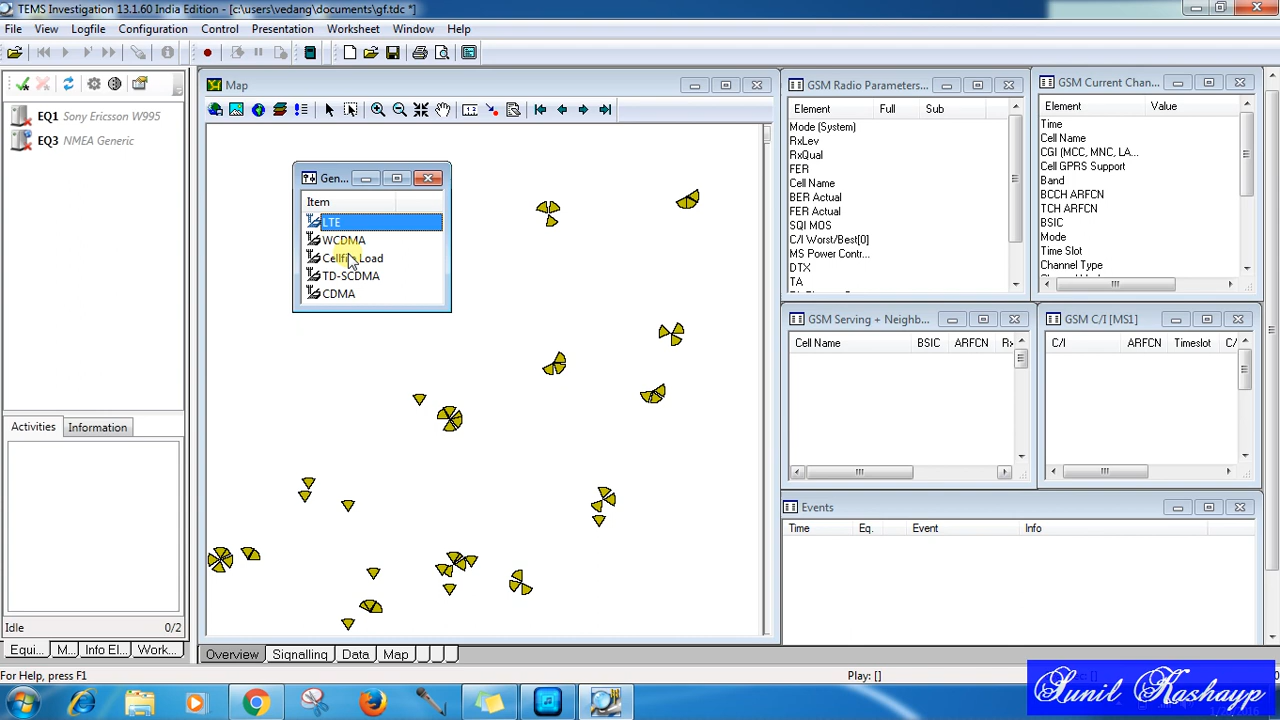 TEMS Investigation 13.1.60 India Edition - [c:\users\vedang\documents\gf.tdc *]
File View Logfile Configuration Control Presentation Worksheet Window Help
EQ1 Sony Ericsson W995
EQ3 NMEA Generic
Activities Information
Idle 0/2
Equi... M... Info El... Work...
Map
Gen...
Item
LTE
WCDMA
Cellfile Load
TD-SCDMA
CDMA
Overview Signalling Data Map
GSM Radio Parameters...
Element Full Sub
Mode (System)
RxLev
RxQual
FER
Cell Name
BER Actual
FER Actual
SQI MOS
C/I Worst/Best[0]
MS Power Contr...
DTX
TA
GSM Current Chan...
Element Value
Time
Cell Name
CGI (MCC, MNC, LA...
Cell GPRS Support
Band
BCCH ARFCN
TCH ARFCN
BSIC
Mode
Time Slot
Channel Type
GSM Serving + Neighb...
Cell Name BSIC ARFCN Rx
GSM C/I [MS1]
C/I ARFCN Timeslot C/
Events
Time Eq. Event Info
For Help, press F1 Play: []
Sunil Kashayp